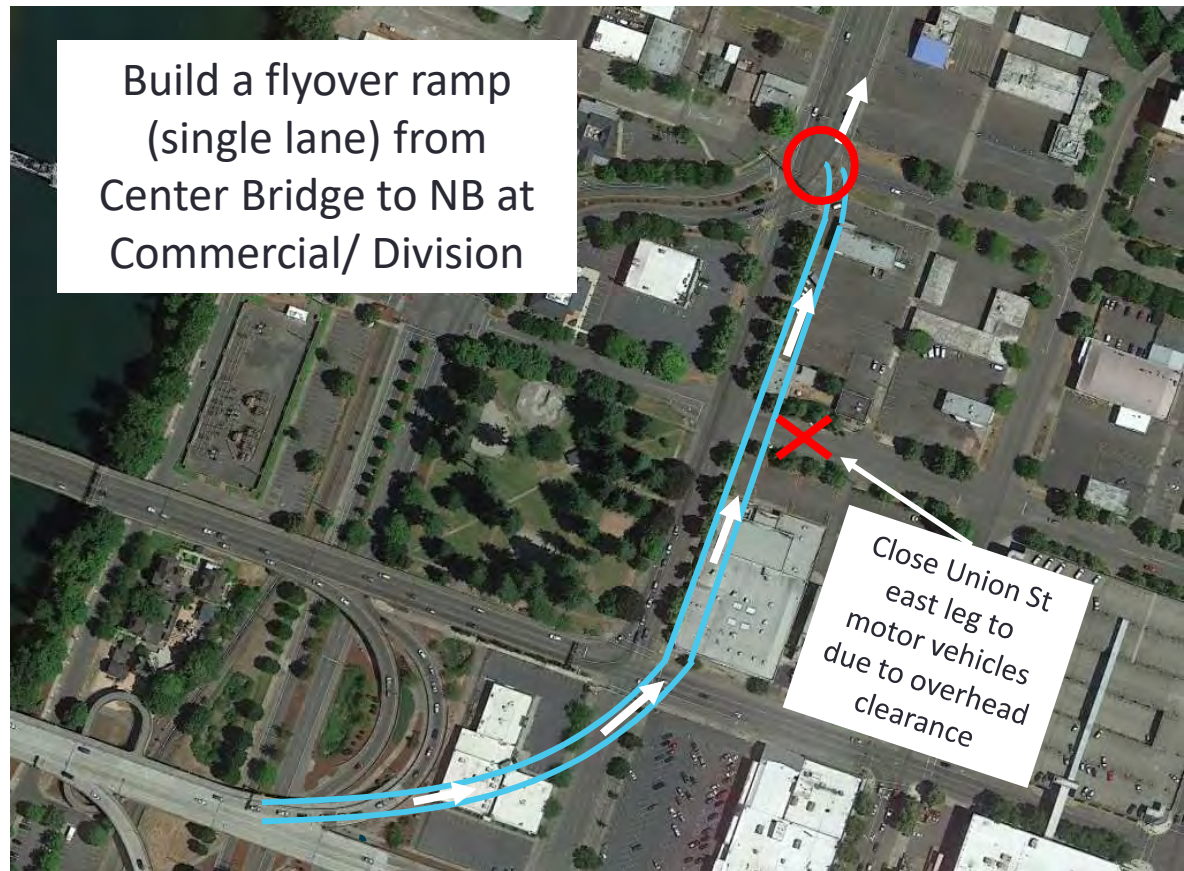 Build a flyover ramp
(single lane) from
Center Bridge to NB at
Commercial/ Division
Close Union St
east leg to
motor vehicles
due to overhead
clearance